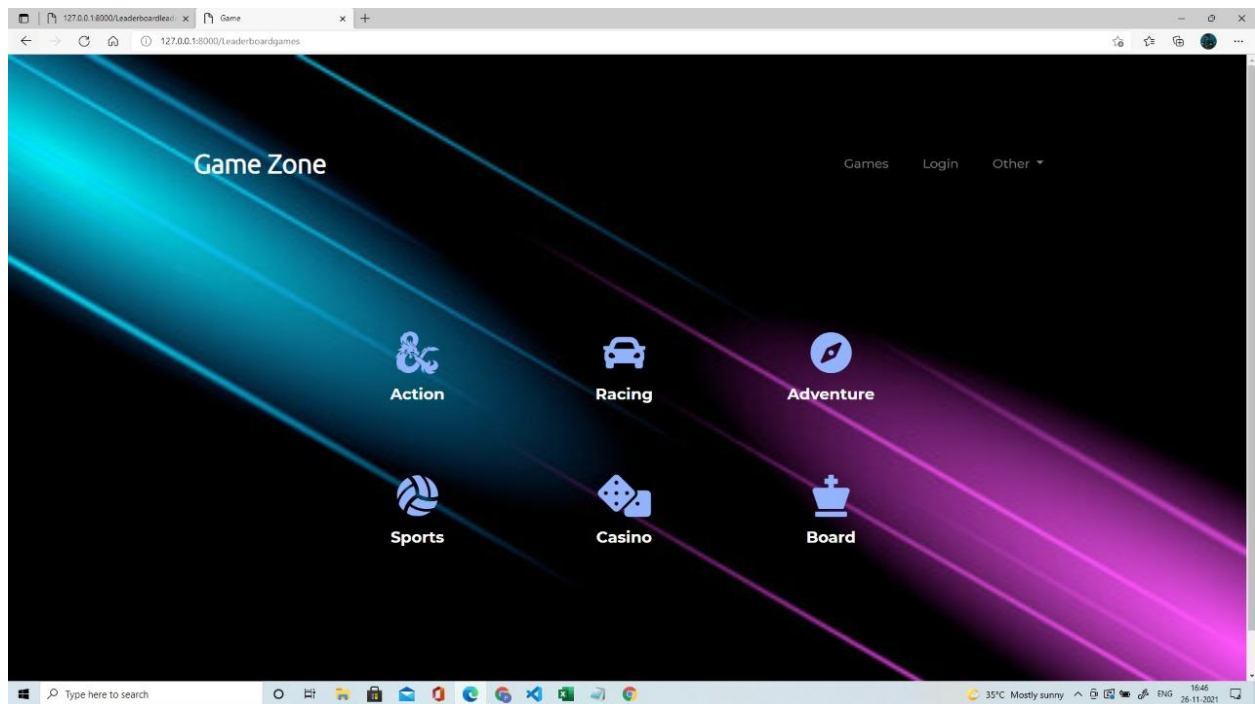 127.0.0.1:8000/Leaderboardlead
Game
127.0.0.1:8000/Leaderboardgames
Game Zone
Games Login Other
Action Racing Adventure
Sports Casino Board
Type here to search
35°C Mostly sunny
ENG
16:46
26-11-2021